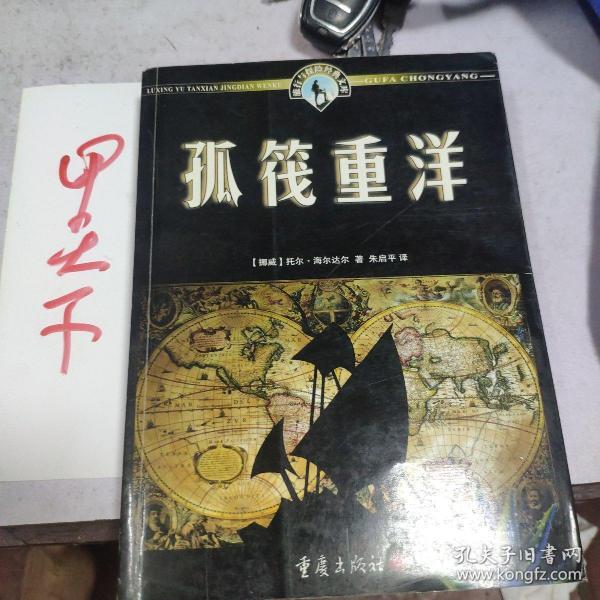 LUXING YU TANXIAN JINGDIAN WENKU
旅行与探险经典文库
GUFA CHONGYANG
孤筏重洋
【挪威】托尔·海尔达尔 著 朱启平 译
重庆出版社
孔夫子旧书网
www.kongfz.com